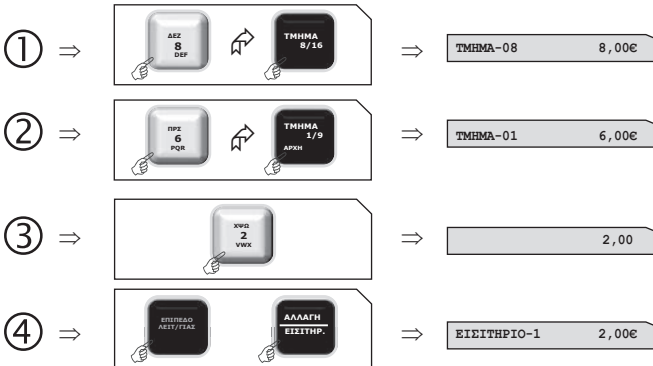 1 ⇒ ΔΕΖ 8 DEF ΤΜΗΜΑ 8/16 ⇒ ΤΜΗΜΑ-08 8,00€
2 ⇒ ΠΡΣ 6 PQR ΤΜΗΜΑ 1/9 ΑΡΧΗ ⇒ ΤΜΗΜΑ-01 6,00€
3 ⇒ ΧΨΩ 2 VWX ⇒ 2,00
4 ⇒ ΕΠΙΠΕΔΟ ΛΕΙΤ/ΓΙΑΣ ΑΛΛΑΓΗ ΕΙΣΙΤΗΡ. ⇒ ΕΙΣΙΤΗΡΙΟ-1 2,00€